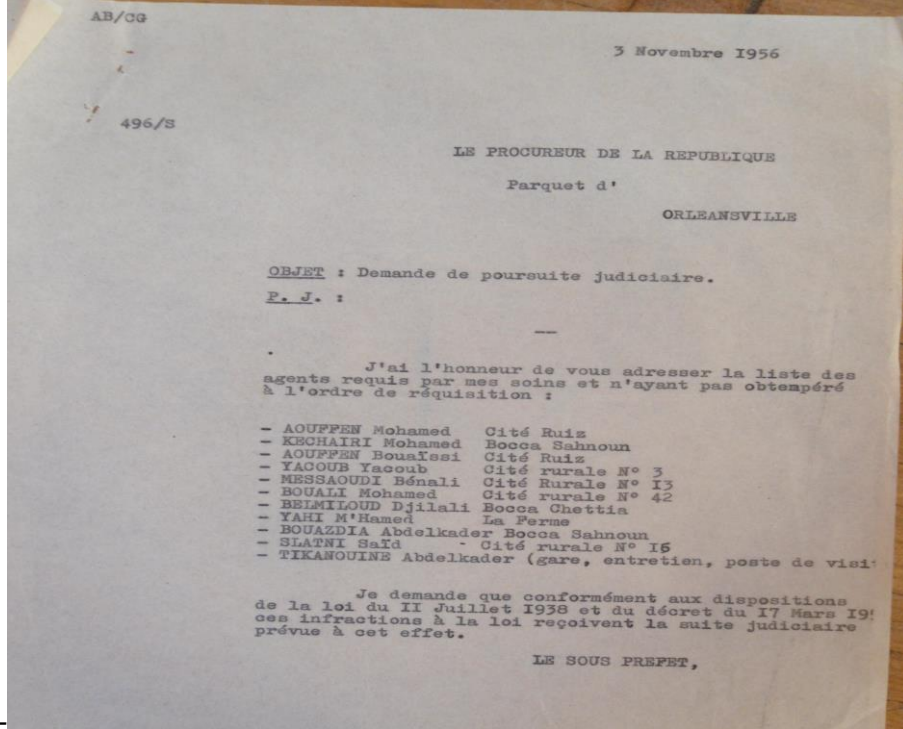 AB/CG
3 Novembre I956
496/S
LE PROCUREUR DE LA REPUBLIQUE
Parquet d'
ORLEANSVILLE
OBJET : Demande de poursuite judiciaire.
P. J. :
J'ai l'honneur de vous adresser la liste des
agents requis par mes soins et n'ayant pas obtempéré
à l'ordre de réquisition :
- AOUFFEN Mohamed Cité Ruiz
- KECHAIRI Mohamed Bocca Sahnoun
- AOUFFEN Bouaïssi Cité Ruiz
- YACOUB Yacoub Cité rurale N° 3
- MESSAOUDI Bénali Cité Rurale N° I3
- BOUALI Mohamed Cité rurale N° 42
- BELMILOUD Djilali Bocca Chettia
- YAHI M'Hamed La Ferme
- BOUAZDIA Abdelkader Bocca Sahnoun
- SLATNI Saïd - Cité rurale N° I6
- TIKANOUINE Abdelkader (gare, entretien, poste de visi
Je demande que conformément aux dispositions
de la loi du II Juillet I938 et du décret du I7 Mars I9
ces infractions à la loi reçoivent la suite judiciaire
prévue à cet effet.
LE SOUS PREFET,